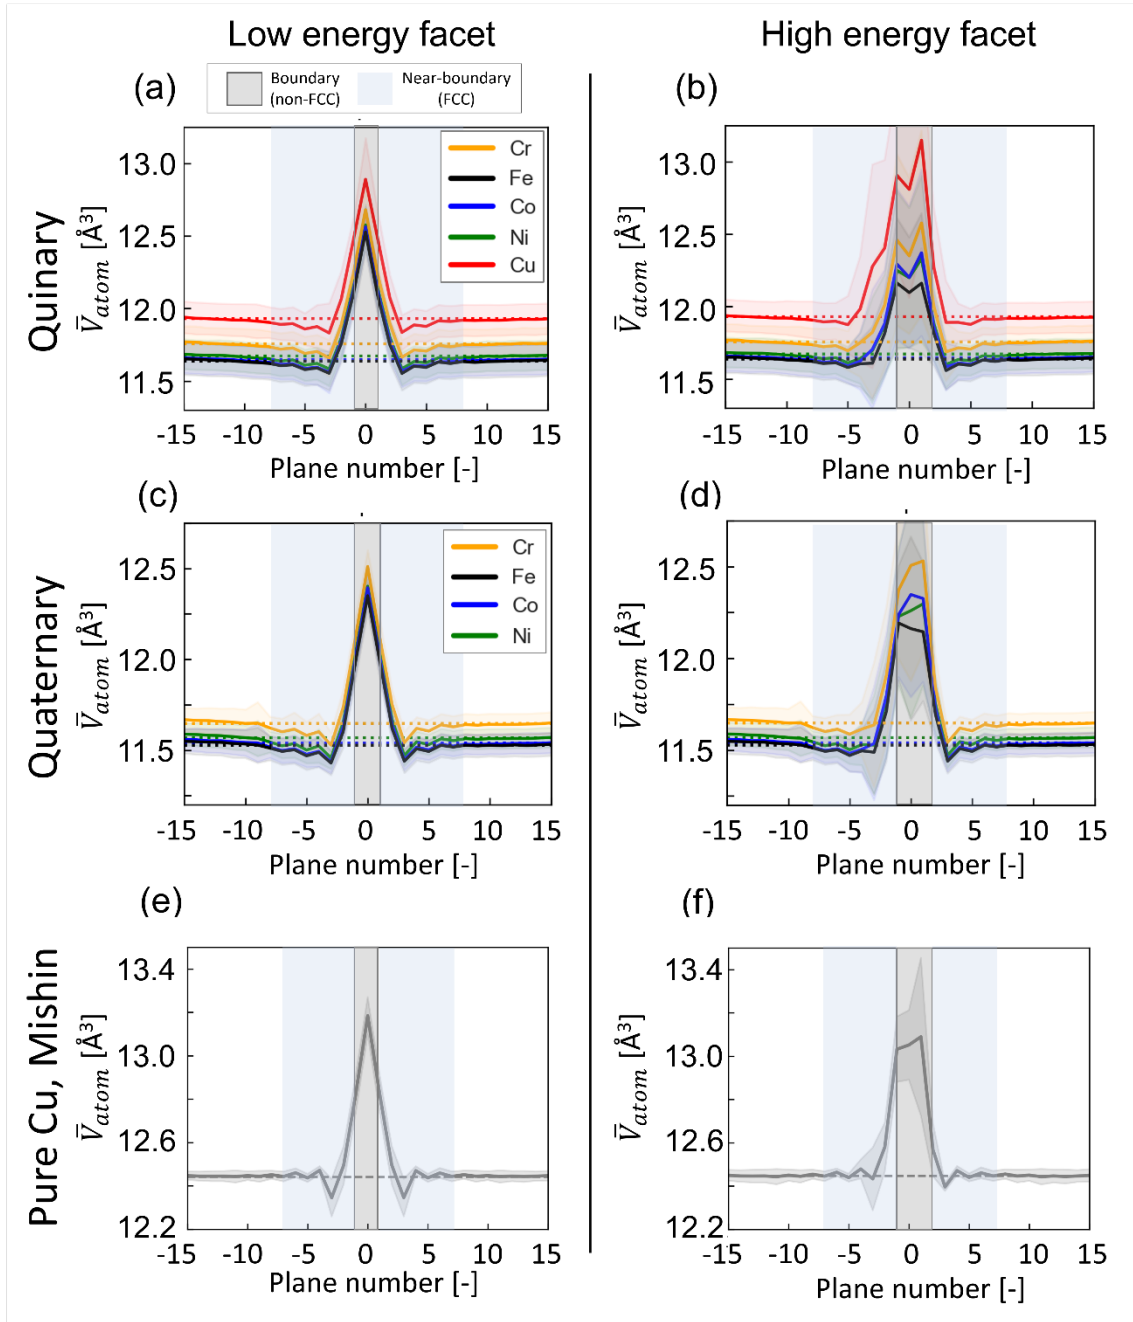 Low energy facet
High energy facet
(a)
Boundary
(non-FCC)
Near-boundary
(FCC)
(b)
Quinary
V̄atom [Å³]
13.0
12.5
12.0
11.5
Cr
Fe
Co
Ni
Cu
-15 -10 -5 0 5 10 15
Plane number [-]
V̄atom [Å³]
13.0
12.5
12.0
11.5
-15 -10 -5 0 5 10 15
Plane number [-]
(c)
(d)
Quaternary
V̄atom [Å³]
12.5
12.0
11.5
Cr
Fe
Co
Ni
-15 -10 -5 0 5 10 15
Plane number [-]
V̄atom [Å³]
12.5
12.0
11.5
-15 -10 -5 0 5 10 15
Plane number [-]
(e)
(f)
Pure Cu, Mishin
V̄atom [Å³]
13.4
13.0
12.6
12.2
-15 -10 -5 0 5 10 15
Plane number [-]
V̄atom [Å³]
13.4
13.0
12.6
12.2
-15 -10 -5 0 5 10 15
Plane number [-]